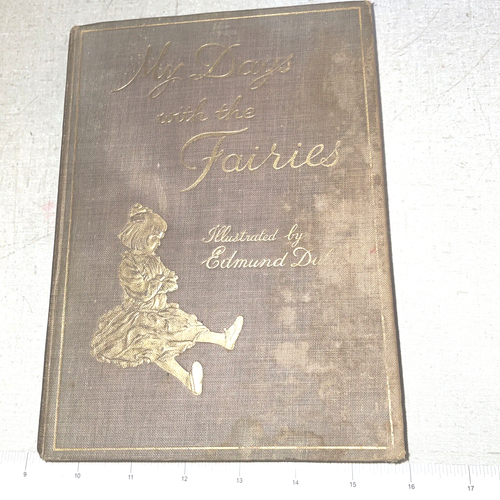 My Days
with the
Fairies
Illustrated by
Edmund
9 10 11 12 13 14 15 16 17